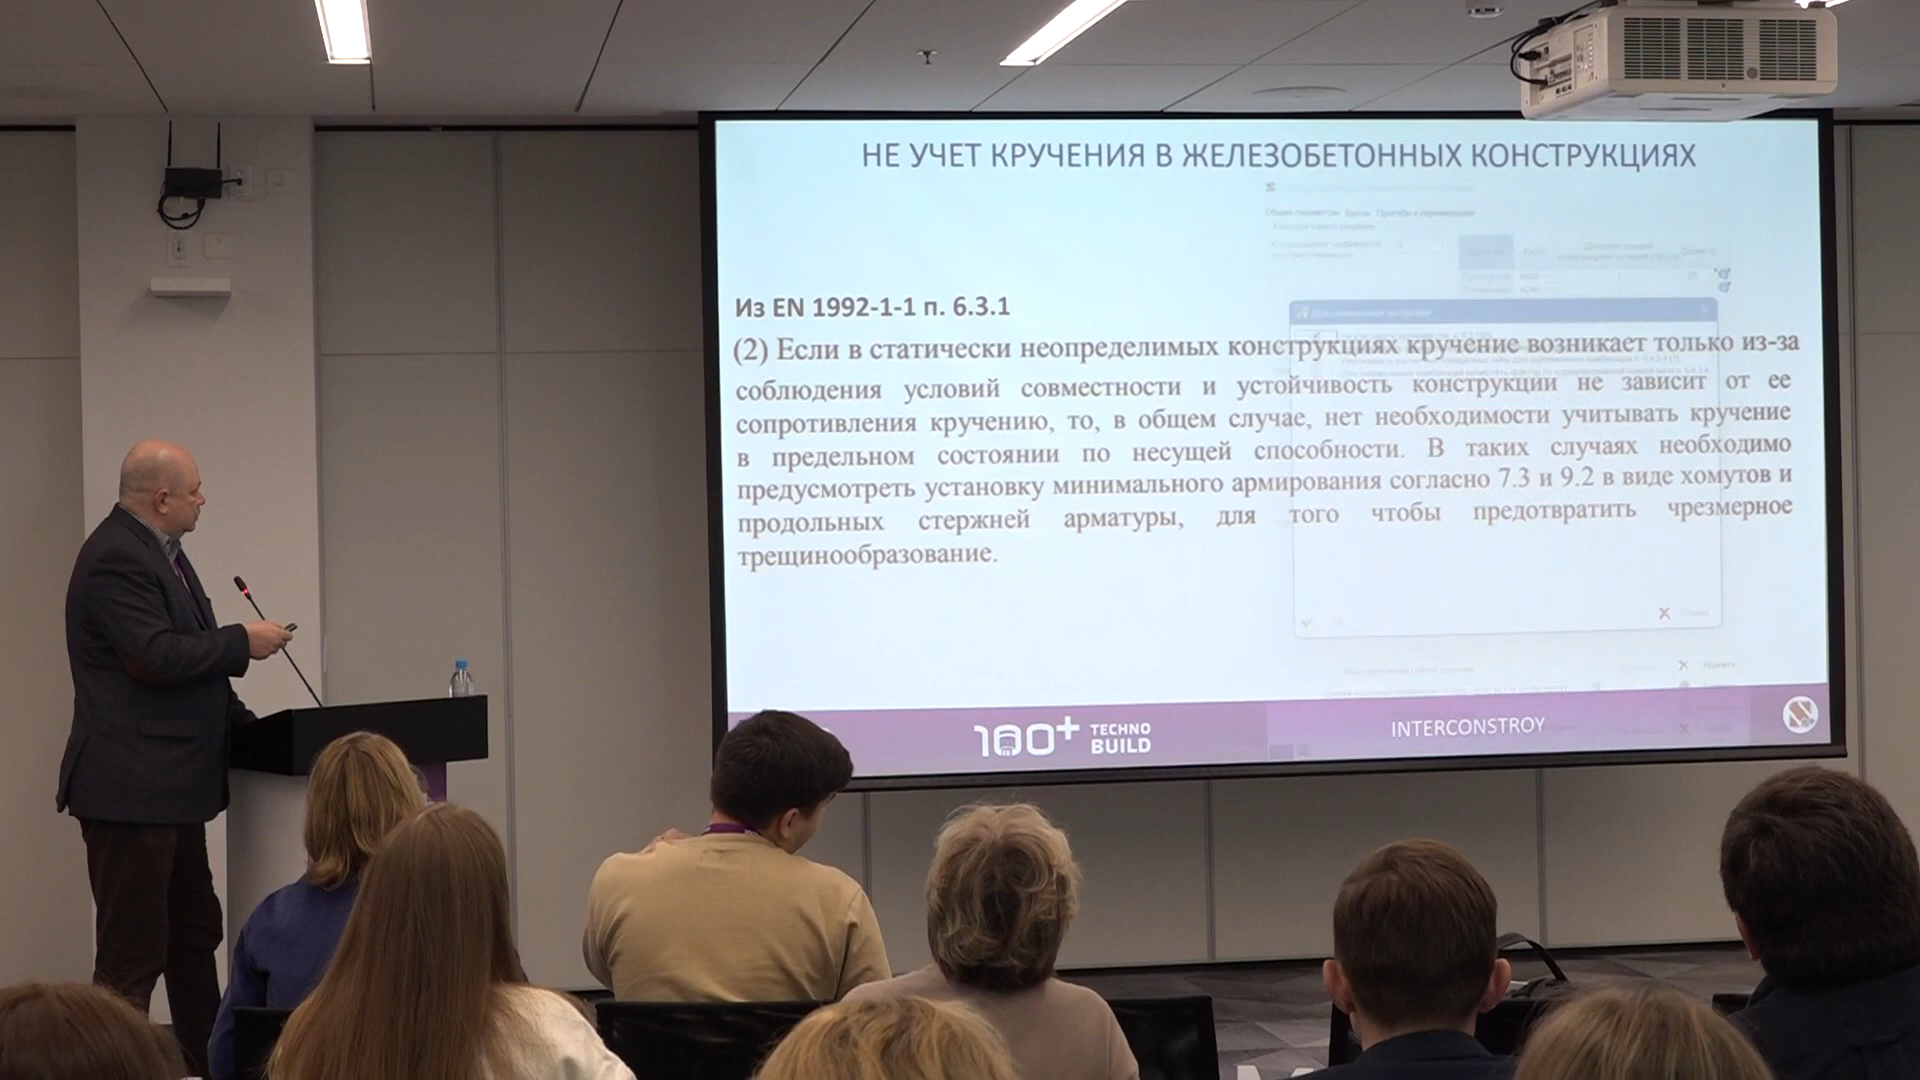 НЕ УЧЕТ КРУЧЕНИЯ В ЖЕЛЕЗОБЕТОННЫХ КОНСТРУКЦИЯХ
Из EN 1992-1-1 п. 6.3.1
(2) Если в статически неопределимых конструкциях кручение возникает только из-за
соблюдения условий совместности и устойчивость конструкции не зависит от ее
сопротивления кручению, то, в общем случае, нет необходимости учитывать кручение
в предельном состоянии по несущей способности. В таких случаях необходимо
предусмотреть установку минимального армирования согласно 7.3 и 9.2 в виде хомутов и
продольных стержней арматуры, для того чтобы предотвратить чрезмерное
трещинообразование.
100+ TECHNO
BUILD
INTERCONSTROY